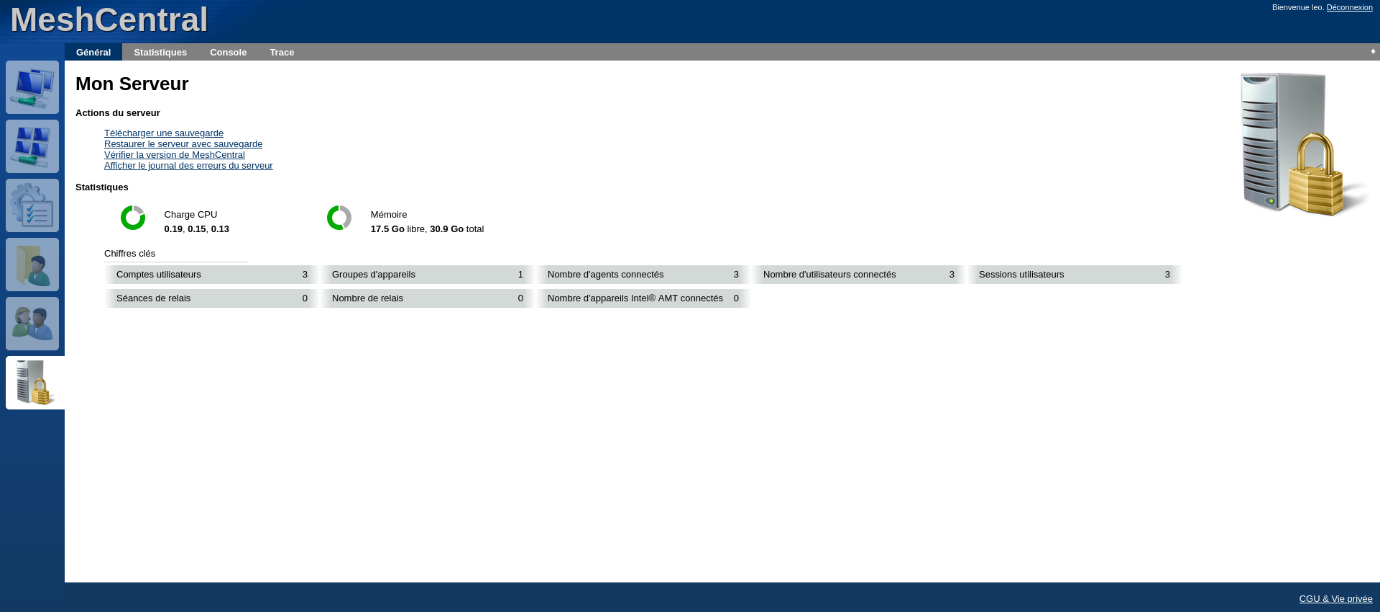 MeshCentral
Bienvenue leo. Déconnexion
Général Statistiques Console Trace
Mon Serveur
Actions du serveur
Télécharger une sauvegarde
Restaurer le serveur avec sauvegarde
Vérifier la version de MeshCentral
Afficher le journal des erreurs du serveur
Statistiques
Charge CPU
0.19, 0.15, 0.13
Mémoire
17.5 Go libre, 30.9 Go total
Chiffres clés
Comptes utilisateurs 3 Groupes d'appareils 1 Nombre d'agents connectés 3 Nombre d'utilisateurs connectés 3 Sessions utilisateurs 3
Séances de relais 0 Nombre de relais 0 Nombre d'appareils Intel® AMT connectés 0
CGU & Vie privée